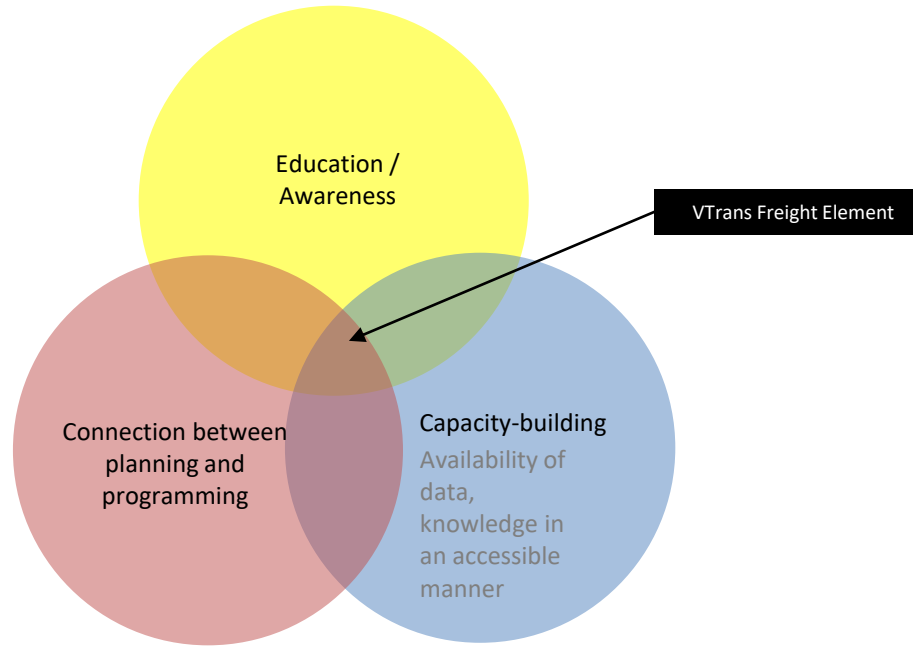 Education /
Awareness
VTrans Freight Element
Connection between
planning and
programming
Capacity-building
Availability of
data,
knowledge in
an accessible
manner